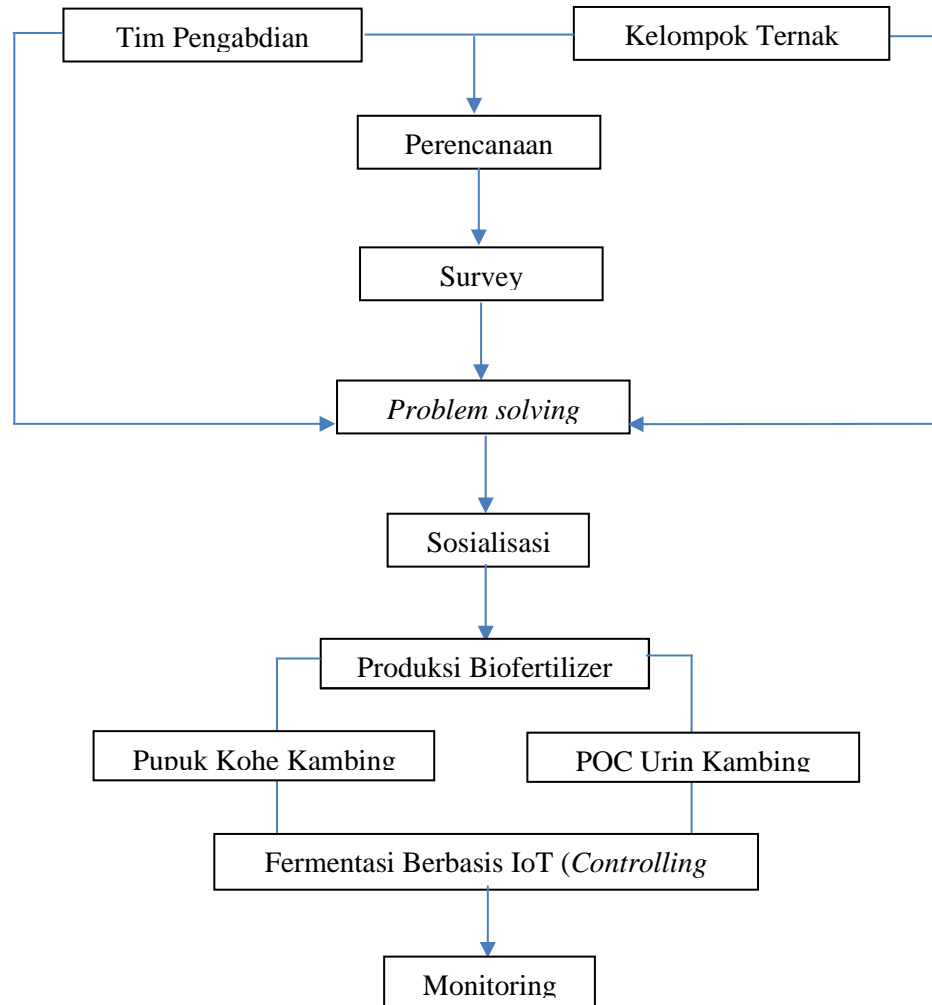 Tim Pengabdian
Kelompok Ternak
Perencanaan
Survey
Problem solving
Sosialisasi
Produksi Biofertilizer
Pupuk Kohe Kambing
POC Urin Kambing
Fermentasi Berbasis IoT (Controlling
Monitoring